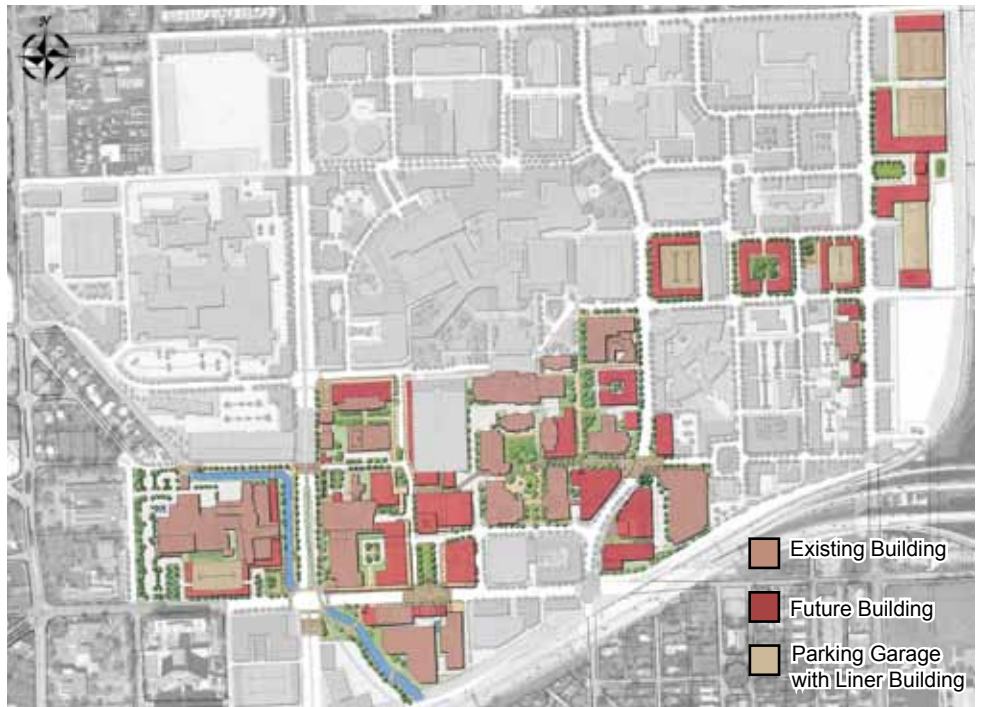 N
Existing Building
Future Building
Parking Garage
with Liner Building